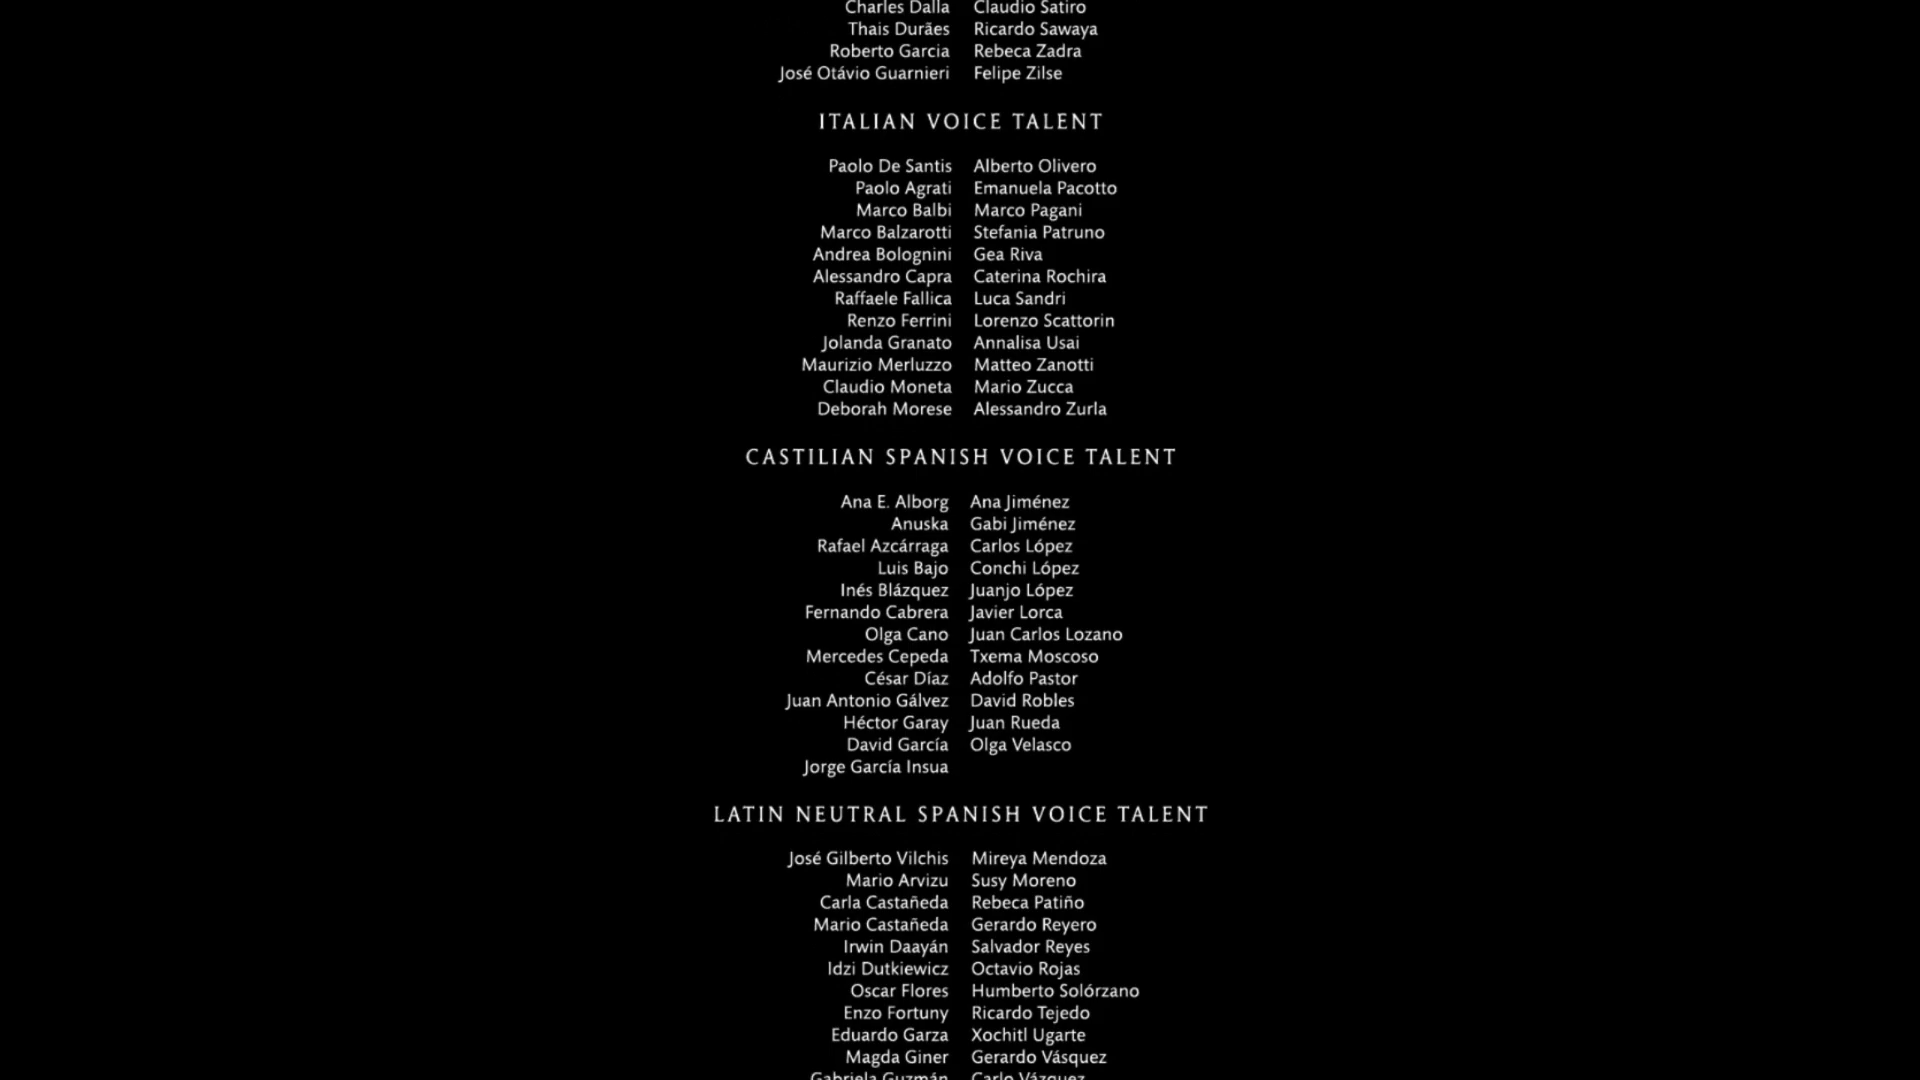 Charles Dalla Claudio Satiro
Thais Durães Ricardo Sawaya
Roberto Garcia Rebeca Zadra
José Otávio Guarnieri Felipe Zilse
ITALIAN VOICE TALENT
Paolo De Santis Alberto Olivero
Paolo Agrati Emanuela Pacotto
Marco Balbi Marco Pagani
Marco Balzarotti Stefania Patruno
Andrea Bolognini Gea Riva
Alessandro Capra Caterina Rochira
Raffaele Fallica Luca Sandri
Renzo Ferrini Lorenzo Scattorin
Jolanda Granato Annalisa Usai
Maurizio Merluzzo Matteo Zanotti
Claudio Moneta Mario Zucca
Deborah Morese Alessandro Zurla
CASTILIAN SPANISH VOICE TALENT
Ana E. Alborg Ana Jiménez
Anuska Gabi Jiménez
Rafael Azcárraga Carlos López
Luis Bajo Conchi López
Inés Blázquez Juanjo López
Fernando Cabrera Javier Lorca
Olga Cano Juan Carlos Lozano
Mercedes Cepeda Txema Moscoso
César Díaz Adolfo Pastor
Juan Antonio Gálvez David Robles
Héctor Garay Juan Rueda
David García Olga Velasco
Jorge García Insua
LATIN NEUTRAL SPANISH VOICE TALENT
José Gilberto Vilchis Mireya Mendoza
Mario Arvizu Susy Moreno
Carla Castañeda Rebeca Patiño
Mario Castañeda Gerardo Reyero
Irwin Daayán Salvador Reyes
Idzi Dutkiewicz Octavio Rojas
Oscar Flores Humberto Solórzano
Enzo Fortuny Ricardo Tejedo
Eduardo Garza Xochitl Ugarte
Magda Giner Gerardo Vásquez
Gabriela Guzmán Carlo Vázquez